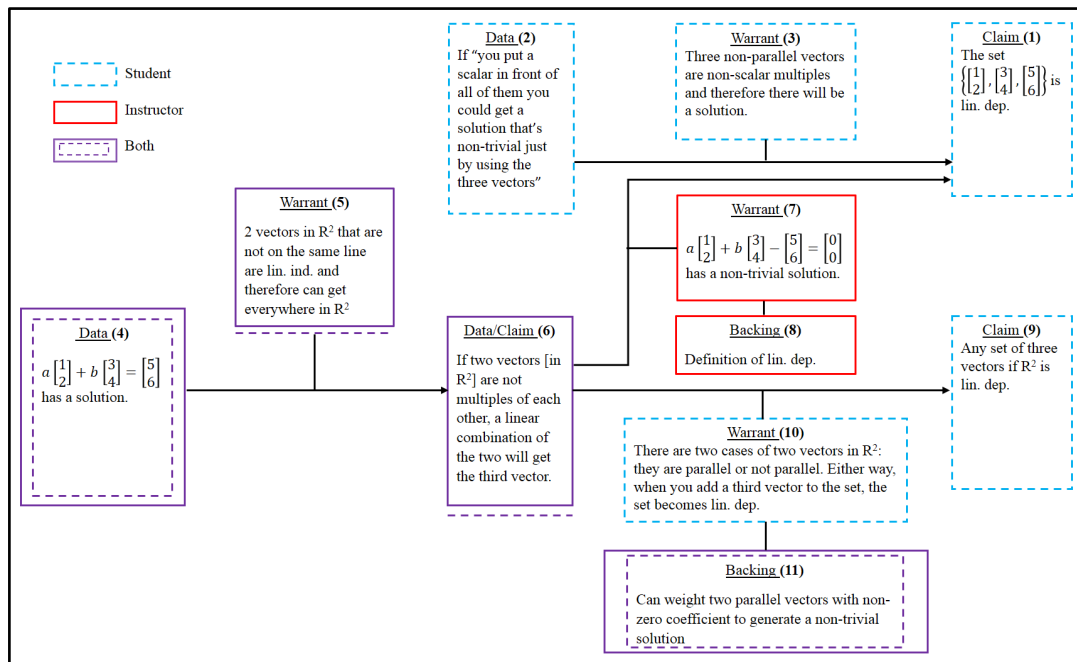 Student
Instructor
Both
Data (2)
If “you put a
scalar in front of
all of them you
could get a
solution that’s
non-trivial just
by using the
three vectors”
Warrant (3)
Three non-parallel vectors
are non-scalar multiples
and therefore there will be
a solution.
Claim (1)
The set
{[1 2], [3 4], [5 6]} is
lin. dep.
Warrant (5)
2 vectors in R² that are
not on the same line
are lin. ind. and
therefore can get
everywhere in R²
Warrant (7)
a [1 2] + b [3 4] − [5 6] = [0 0]
has a non-trivial solution.
Backing (8)
Definition of lin. dep.
Data (4)
a [1 2] + b [3 4] = [5 6]
has a solution.
Data/Claim (6)
If two vectors [in
R²] are not
multiples of each
other, a linear
combination of
the two will get
the third vector.
Claim (9)
Any set of three
vectors if R² is
lin. dep.
Warrant (10)
There are two cases of two vectors in R²:
they are parallel or not parallel. Either way,
when you add a third vector to the set, the
set becomes lin. dep.
Backing (11)
Can weight two parallel vectors with non-
zero coefficient to generate a non-trivial
solution